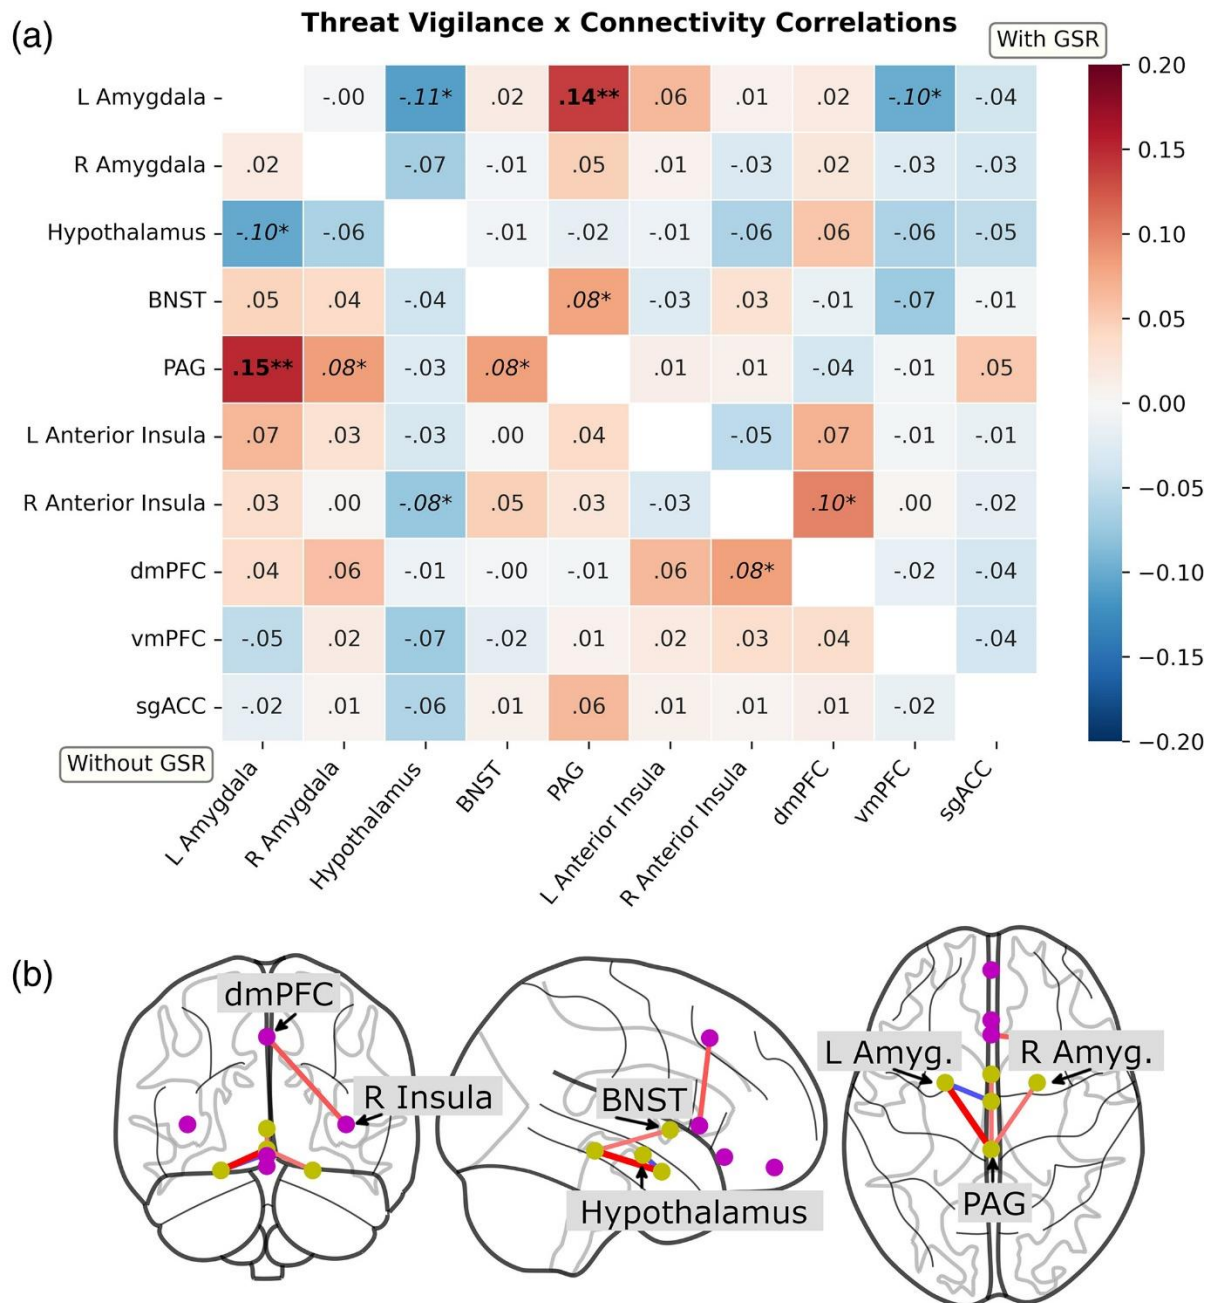 (a)
Threat Vigilance x Connectivity Correlations
With GSR
L Amygdala -.00 -.11* .02 .14** .06 .01 .02 -.10* -.04
R Amygdala .02 -.07 -.01 .05 .01 -.03 .02 -.03 -.03
Hypothalamus -.10* -.06 -.01 -.02 -.01 -.06 .06 -.06 -.05
BNST .05 .04 -.04 .08* -.03 .03 -.01 -.07 -.01
PAG .15** .08* -.03 .08* .01 .01 -.04 -.01 .05
L Anterior Insula .07 .03 -.03 .00 .04 -.05 .07 -.01 -.01
R Anterior Insula .03 .00 -.08* .05 .03 -.03 .10* .00 -.02
dmPFC .04 .06 -.01 -.00 -.01 .06 .08* -.02 -.04
vmPFC -.05 .02 -.07 -.02 .01 .02 .03 .04 -.04
sgACC -.02 .01 -.06 .01 .06 .01 .01 .01 -.02
Without GSR
L Amygdala
R Amygdala
Hypothalamus
BNST
PAG
L Anterior Insula
R Anterior Insula
dmPFC
vmPFC
sgACC
0.20
0.15
0.10
0.05
0.00
−0.05
−0.10
−0.15
−0.20
(b)
dmPFC
R Insula
BNST
Hypothalamus
L Amyg.
R Amyg.
PAG